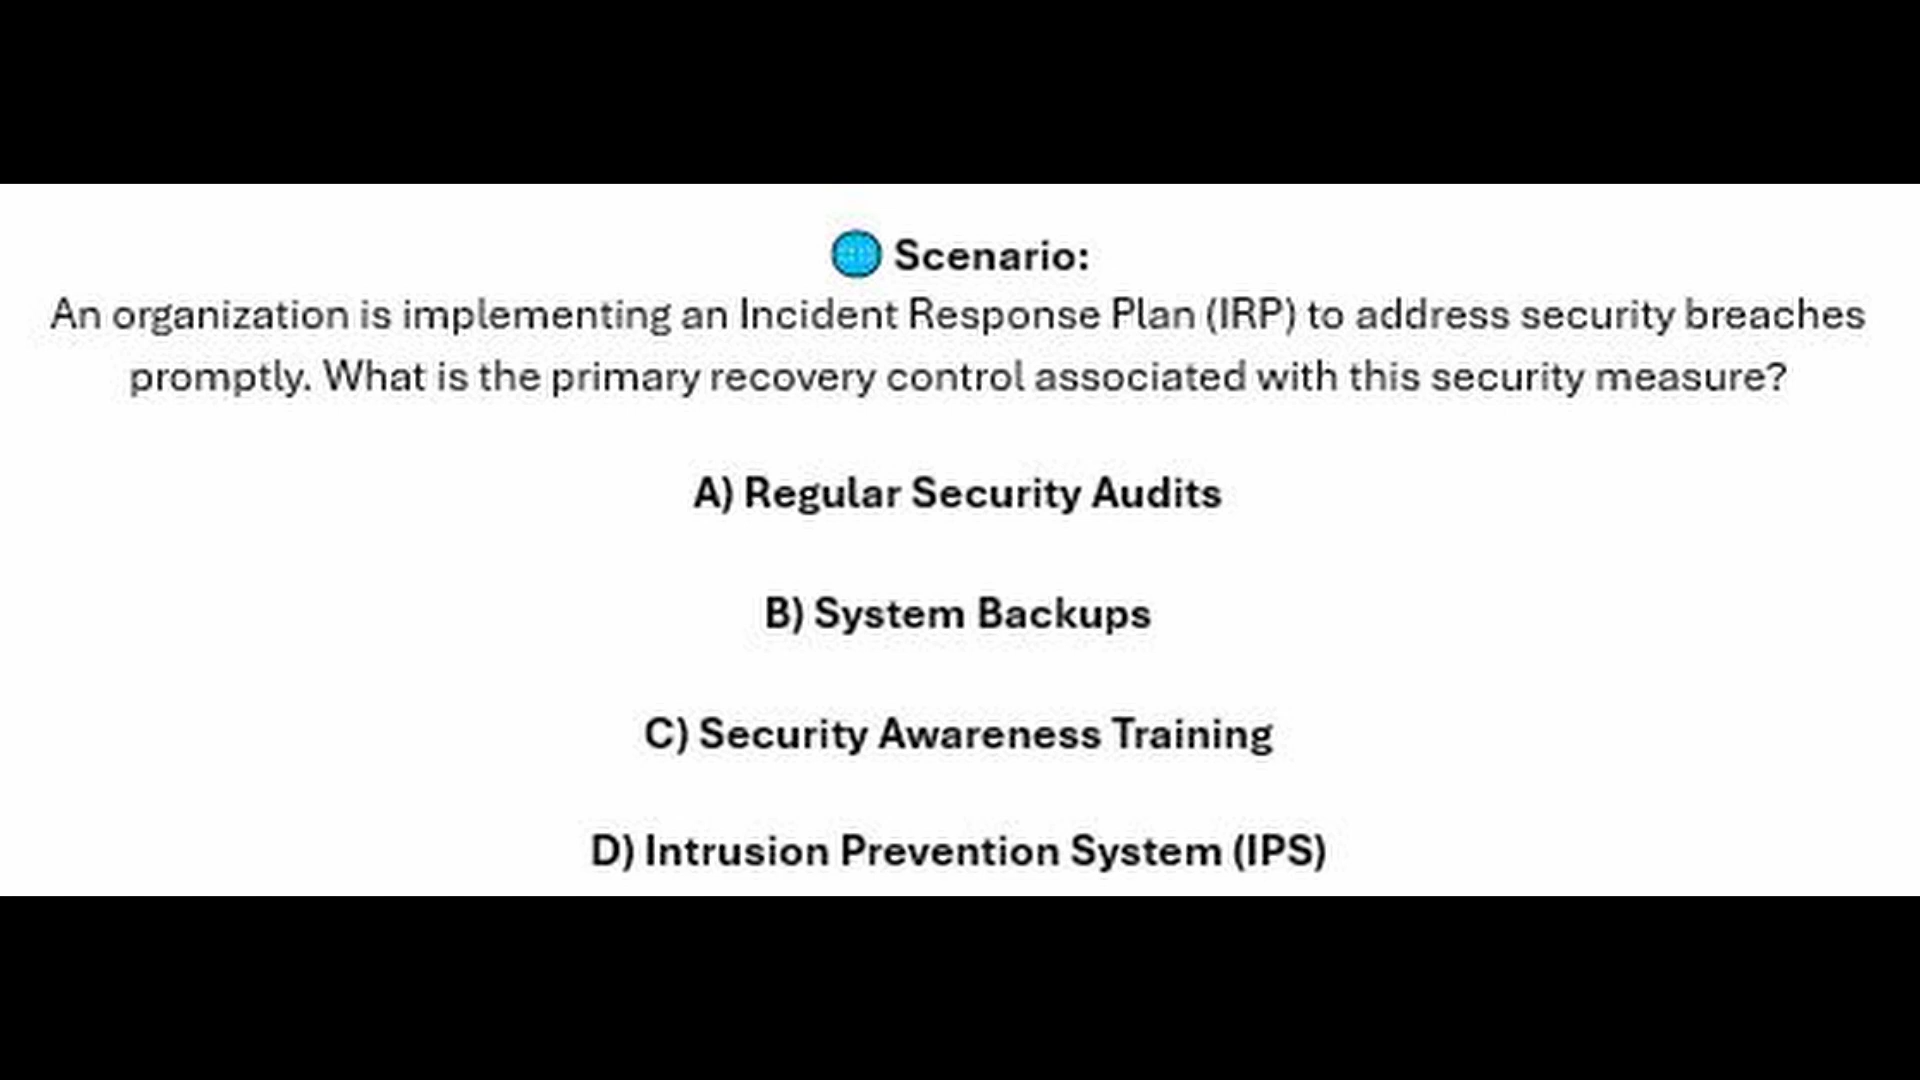 Scenario:
An organization is implementing an Incident Response Plan (IRP) to address security breaches
promptly. What is the primary recovery control associated with this security measure?
A) Regular Security Audits
B) System Backups
C) Security Awareness Training
D) Intrusion Prevention System (IPS)